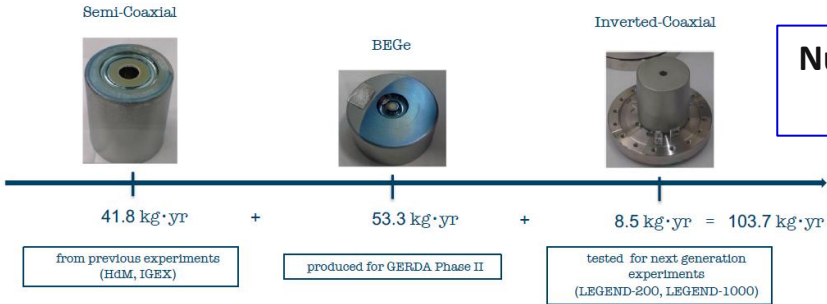 Semi-Coaxial
BEGe
Inverted-Coaxial
41.8 kg·yr + 53.3 kg·yr + 8.5 kg·yr = 103.7 kg·yr
from previous experiments
(HdM, IGEX)
produced for GERDA Phase II
tested for next generation
experiments
(LEGEND-200, LEGEND-1000)